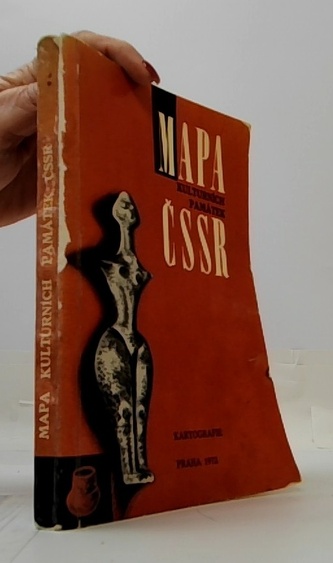 MAPA
KULTURNÍCH
PAMÁTEK
ČSSR
KARTOGRAFIE
PRAHA
MAPA KULTURNÍCH PAMÁTEK ČSSR